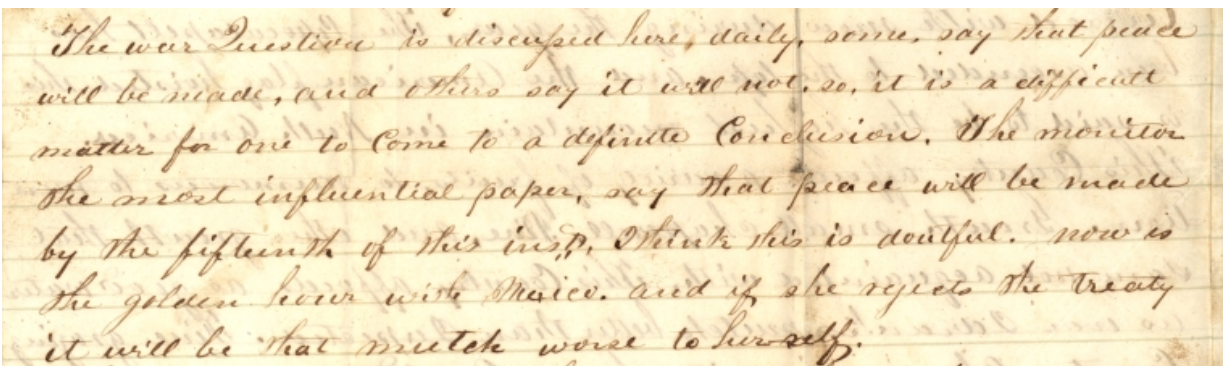 The war Question is discussed here, daily, some, say that peace
will be made, and others say it will not, so, it is a difficult
matter for one to Come to a definite Conclusion. The monitor
the most influential paper, say that peace will be made
by the fifteenth of this inst, I think this is doutful. now is
the golden hour with Mexico. and if she rejects the treaty
it will be that mutch worse to herself.